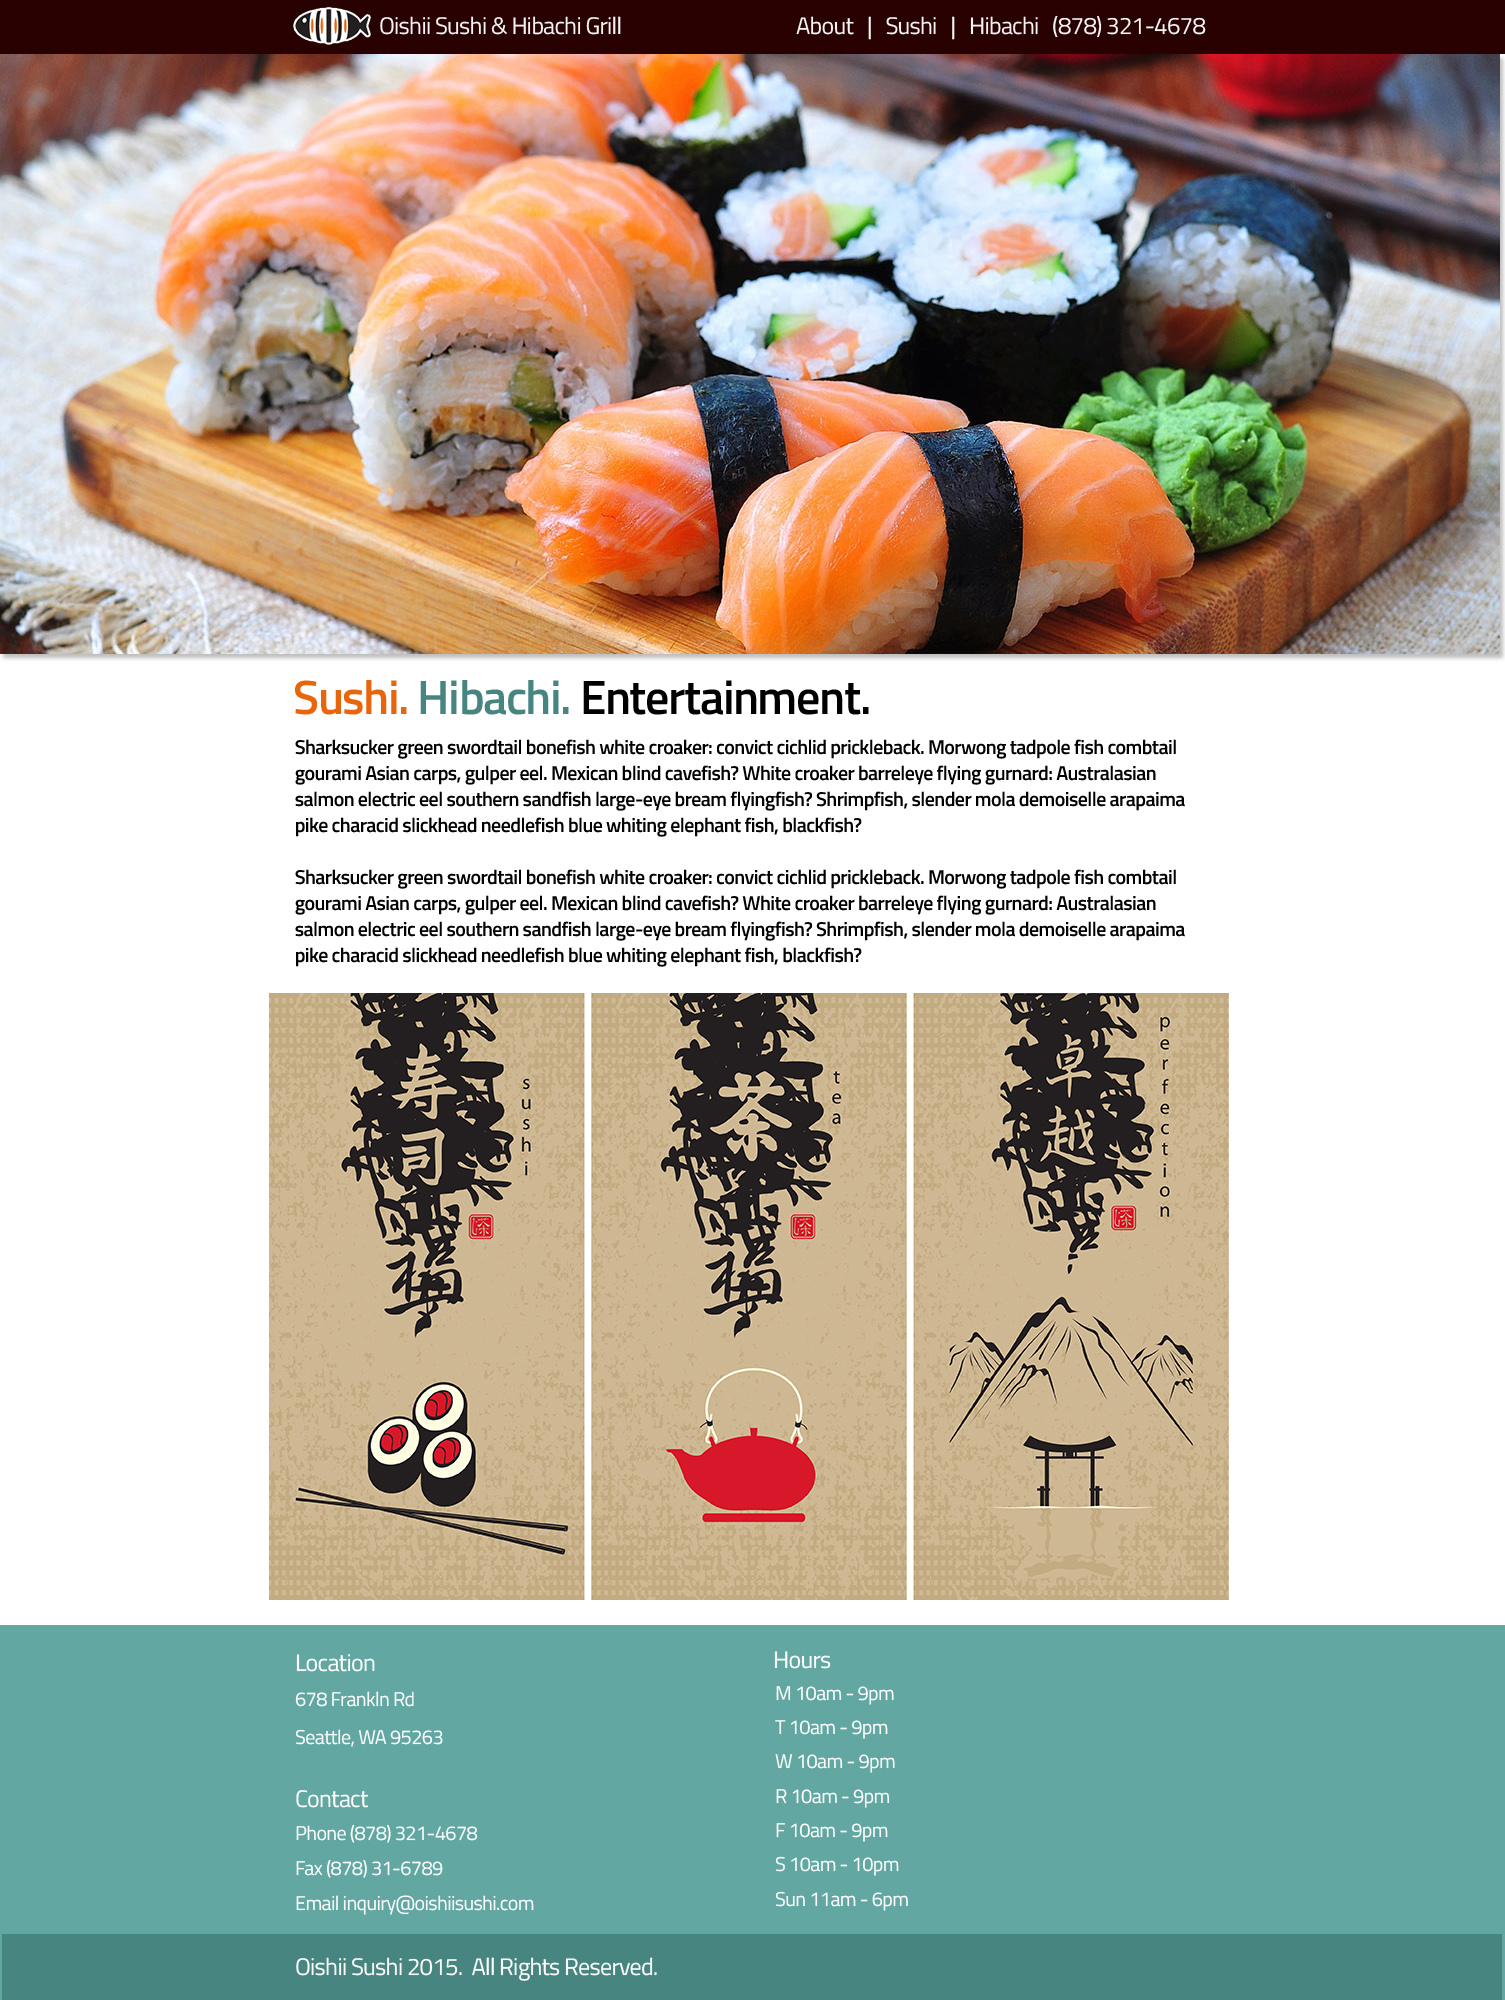 Oishii Sushi & Hibachi Grill
About | Sushi | Hibachi (878) 321-4678
Sushi. Hibachi. Entertainment.
Sharksucker green swordtail bonefish white croaker: convict cichlid prickleback. Morwong tadpole fish combtail
gourami Asian carps, gulper eel. Mexican blind cavefish? White croaker barreleye flying gurnard: Australasian
salmon electric eel southern sandfish large-eye bream flyingfish? Shrimpfish, slender mola demoiselle arapaima
pike characid slickhead needlefish blue whiting elephant fish, blackfish?
Sharksucker green swordtail bonefish white croaker: convict cichlid prickleback. Morwong tadpole fish combtail
gourami Asian carps, gulper eel. Mexican blind cavefish? White croaker barreleye flying gurnard: Australasian
salmon electric eel southern sandfish large-eye bream flyingfish? Shrimpfish, slender mola demoiselle arapaima
pike characid slickhead needlefish blue whiting elephant fish, blackfish?
寿司
sushi
福
茶
tea
福
卓越
perfection
Location
678 Frankln Rd
Seattle, WA 95263
Contact
Phone (878) 321-4678
Fax (878) 31-6789
Email inquiry@oishiisushi.com
Hours
M 10am - 9pm
T 10am - 9pm
W 10am - 9pm
R 10am - 9pm
F 10am - 9pm
S 10am - 10pm
Sun 11am - 6pm
Oishii Sushi 2015. All Rights Reserved.